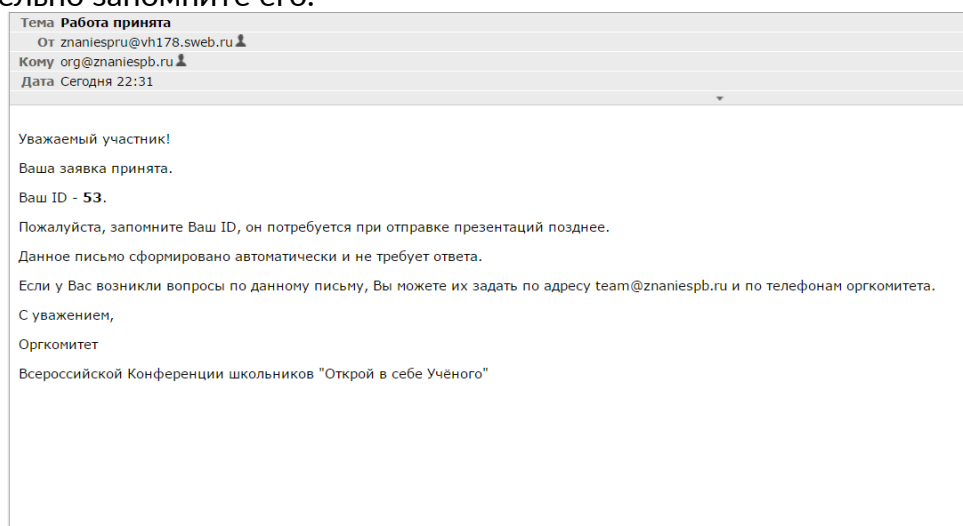 ельно запомните его.
Тема Работа принята
От znaniespru@vh178.sweb.ru
Кому org@znaniespb.ru
Дата Сегодня 22:31
Уважаемый участник!
Ваша заявка принята.
Ваш ID - 53.
Пожалуйста, запомните Ваш ID, он потребуется при отправке презентаций позднее.
Данное письмо сформировано автоматически и не требует ответа.
Если у Вас возникли вопросы по данному письму, Вы можете их задать по адресу team@znaniespb.ru и по телефонам оргкомитета.
С уважением,
Оргкомитет
Всероссийской Конференции школьников "Открой в себе Учёного"